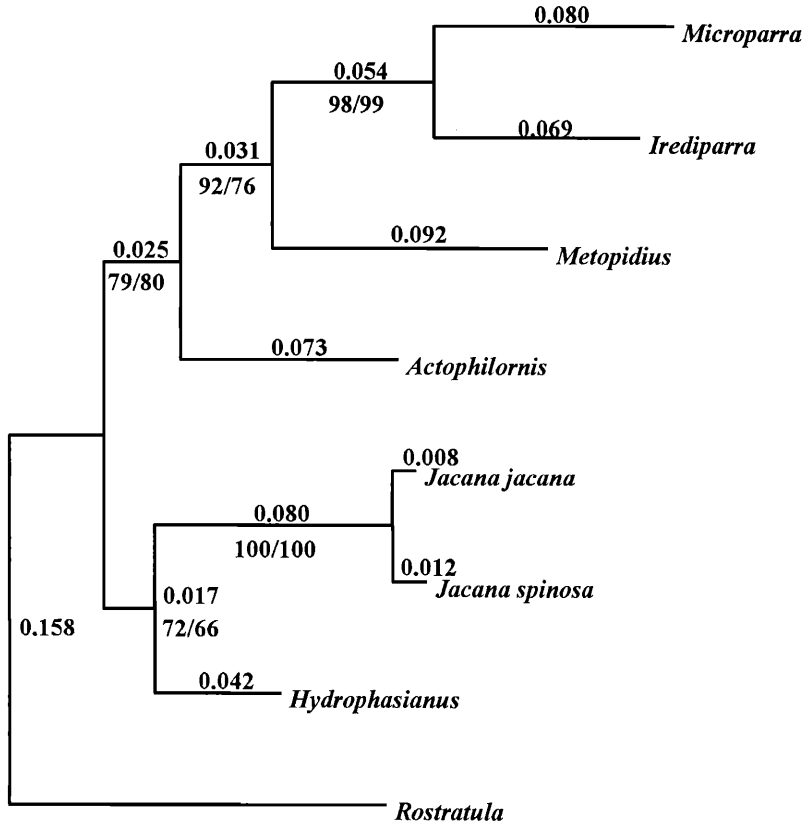 0.080
Microparra
0.054
98/99
0.069
Irediparra
0.031
92/76
0.092
Metopidius
0.025
79/80
0.073
Actophilornis
0.008
Jacana jacana
0.080
100/100
0.012
Jacana spinosa
0.017
72/66
0.158
0.042
Hydrophasianus
Rostratula